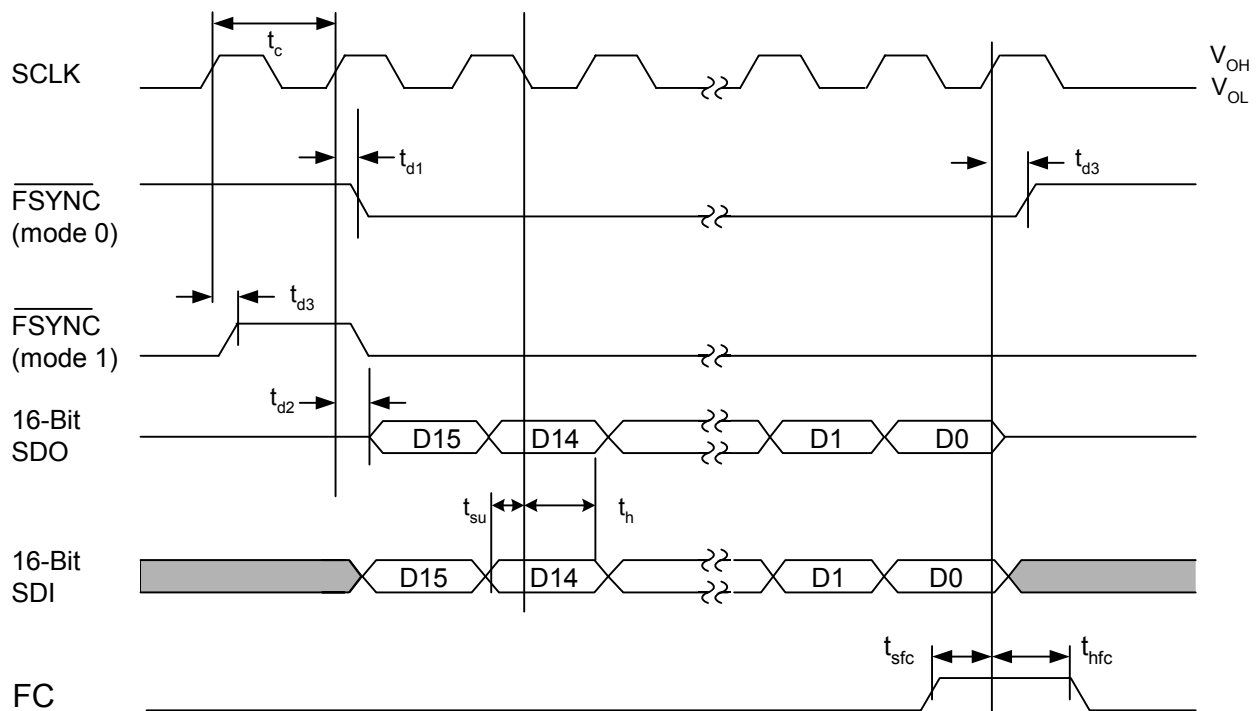 t_c
SCLK
V_OH
V_OL
t_d1
t_d3
FSYNC
(mode 0)
t_d3
FSYNC
(mode 1)
t_d2
16-Bit
SDO
D15 D14 D1 D0
t_su t_h
16-Bit
SDI
D15 D14 D1 D0
t_sfc t_hfc
FC